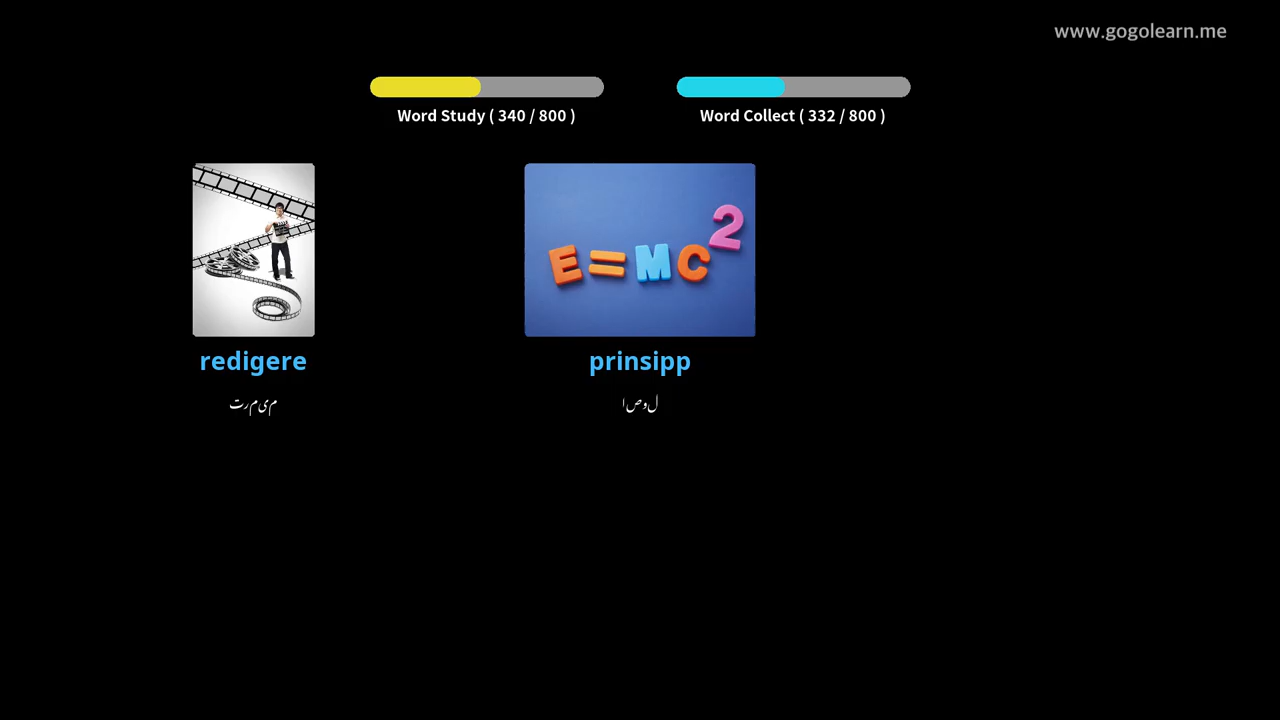 www.gogolearn.me
Word Study ( 340 / 800 )
Word Collect ( 332 / 800 )
E=MC2
redigere
prinsipp
ترمیم
اصول